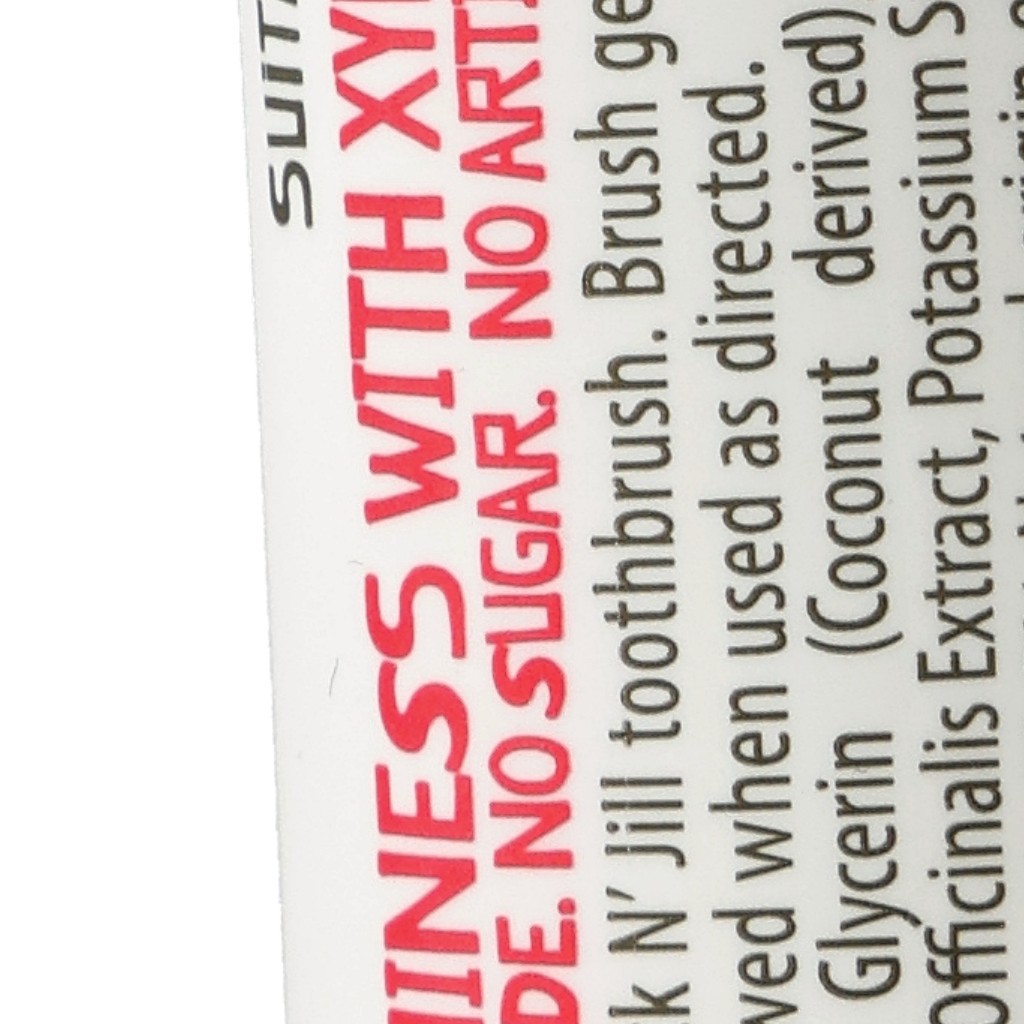 SUIT
INESS WITH XY
DE. NO SUGAR. NO ARTI
k N' Jill toothbrush. Brush ge
wed when used as directed.
Glycerin (Coconut derived)
Officinalis Extract, Potassium S